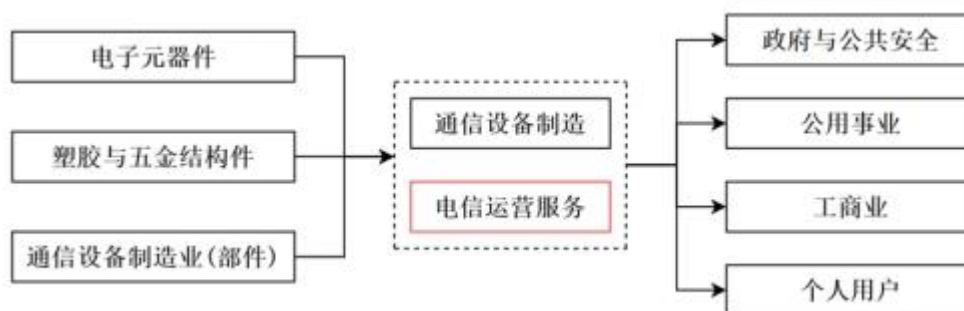 电子元器件
塑胶与五金结构件
通信设备制造业(部件)
通信设备制造
电信运营服务
政府与公共安全
公用事业
工商业
个人用户